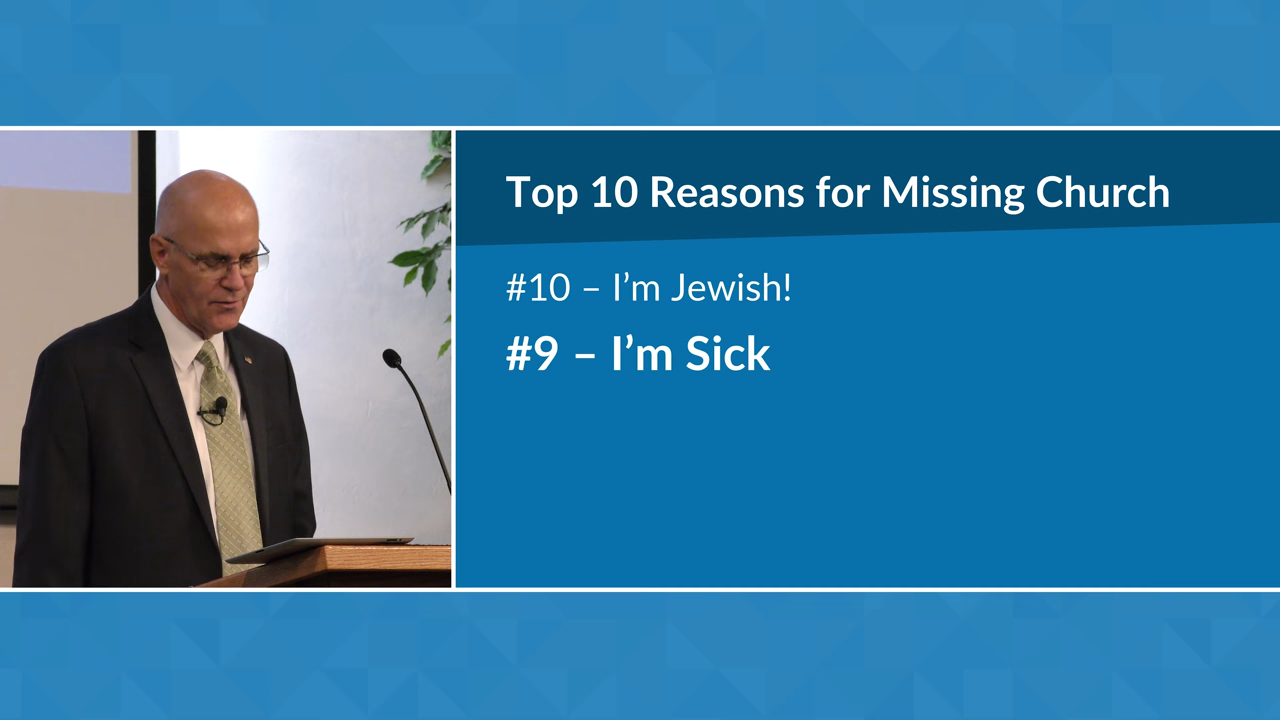 Top 10 Reasons for Missing Church
#10 – I’m Jewish!
#9 – I’m Sick